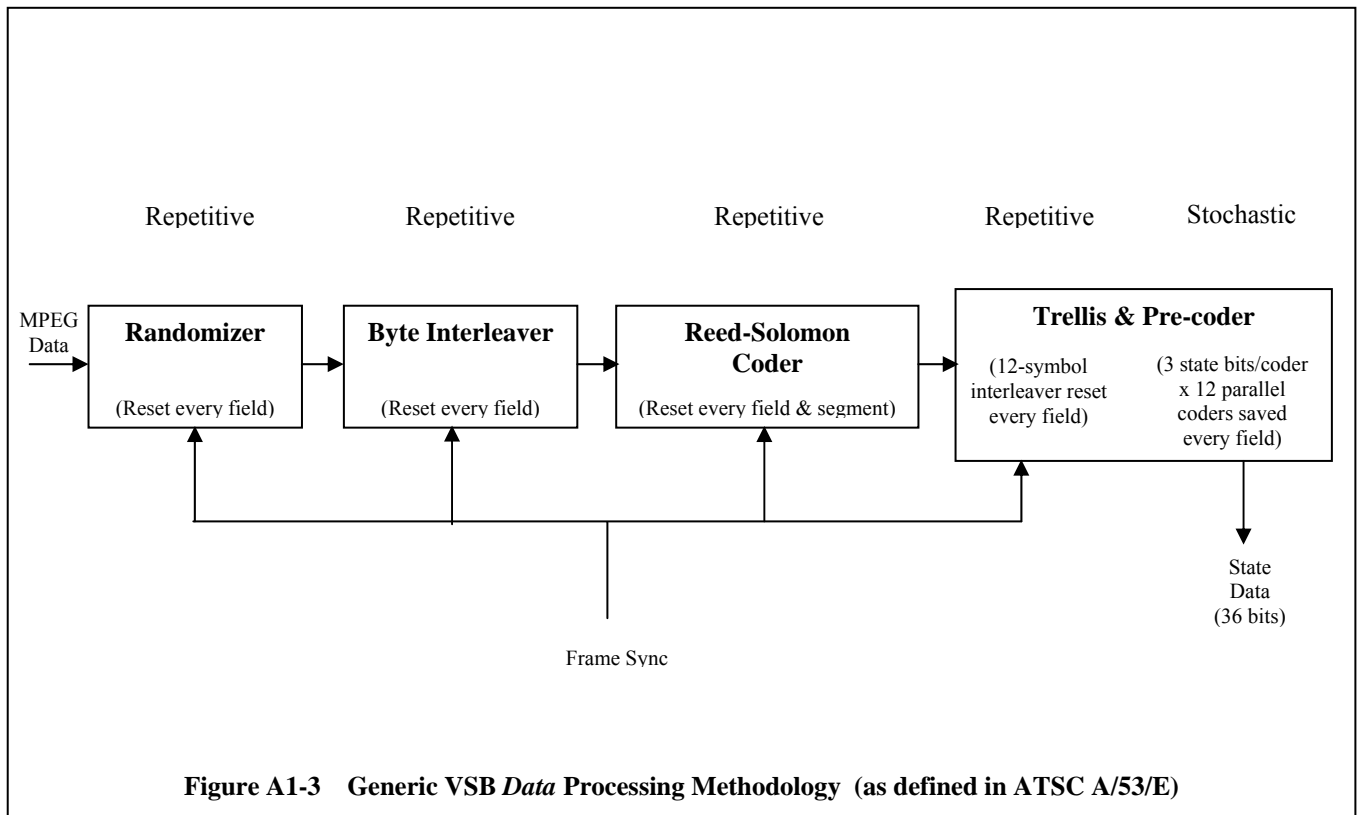 Repetitive
Repetitive
Repetitive
Repetitive
Stochastic
MPEG
Data
Randomizer
(Reset every field)
Byte Interleaver
(Reset every field)
Reed-Solomon
Coder
(Reset every field & segment)
Trellis & Pre-coder
(12-symbol
interleaver reset
every field)
(3 state bits/coder
x 12 parallel
coders saved
every field)
State
Data
(36 bits)
Frame Sync
Figure A1-3 Generic VSB Data Processing Methodology (as defined in ATSC A/53/E)